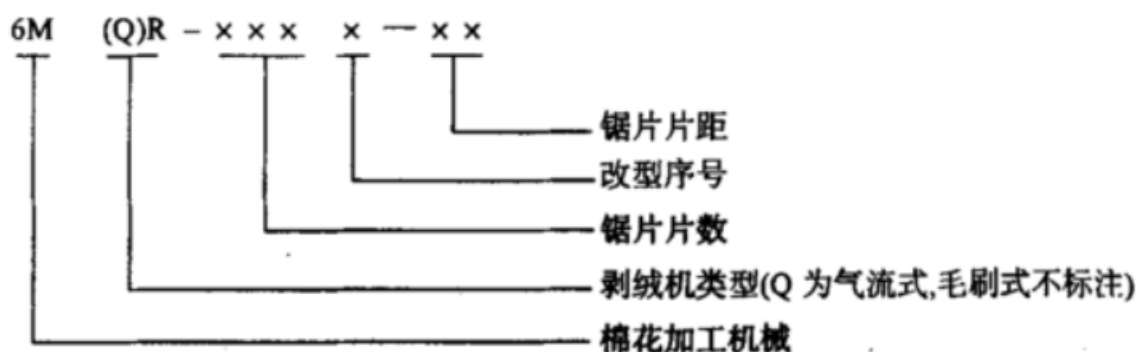 6M (Q)R - × × × × — × ×
锯片片距
改型序号
锯片片数
剥绒机类型(Q 为气流式,毛刷式不标注)
棉花加工机械